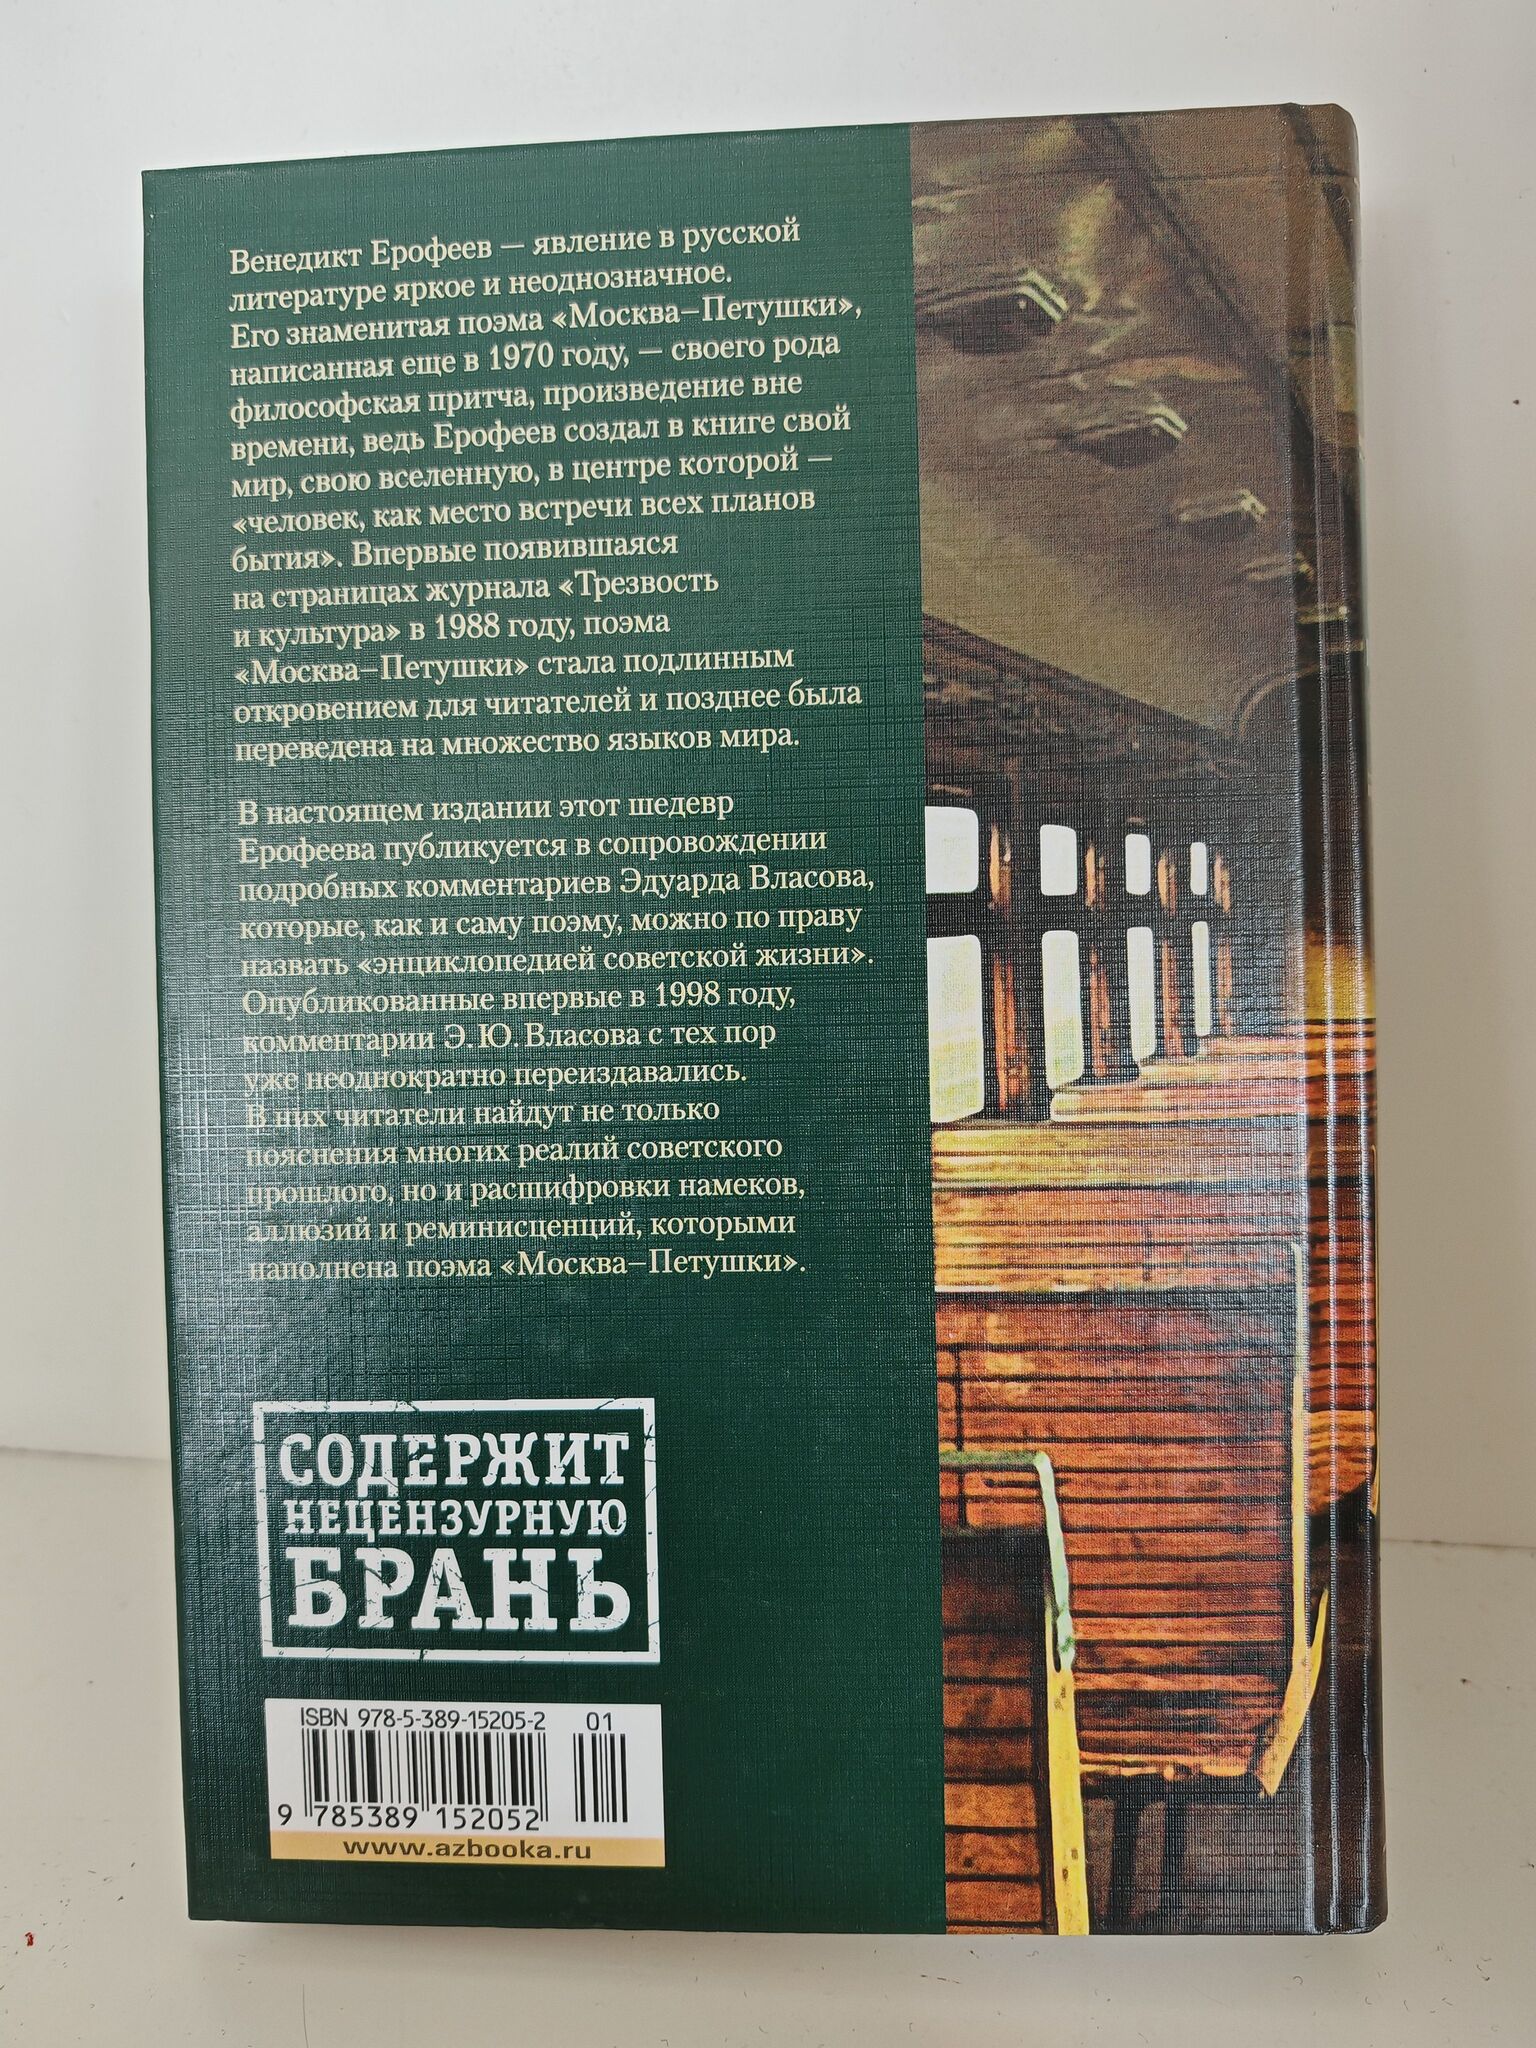 Венедикт Ерофеев — явление в русской
литературе яркое и неоднозначное.
Его знаменитая поэма «Москва–Петушки»,
написанная еще в 1970 году, — своего рода
философская притча, произведение вне
времени, ведь Ерофеев создал в книге свой
мир, свою вселенную, в центре которой —
«человек, как место встречи всех планов
бытия». Впервые появившаяся
на страницах журнала «Трезвость
и культура» в 1988 году, поэма
«Москва–Петушки» стала подлинным
откровением для читателей и позднее была
переведена на множество языков мира.
В настоящем издании этот шедевр
Ерофеева публикуется в сопровождении
подробных комментариев Эдуарда Власова,
которые, как и саму поэму, можно по праву
назвать «энциклопедией советской жизни».
Опубликованные впервые в 1998 году,
комментарии Э. Ю. Власова с тех пор
уже неоднократно переиздавались.
В них читатели найдут не только
пояснения многих реалий советского
прошлого, но и расшифровки намеков,
аллюзий и реминисценций, которыми
наполнена поэма «Москва–Петушки».
СОДЕРЖИТ
НЕЦЕНЗУРНУЮ
БРАНЬ
ISBN 978-5-389-15205-2 01
9 785389 152052
www.azbooka.ru